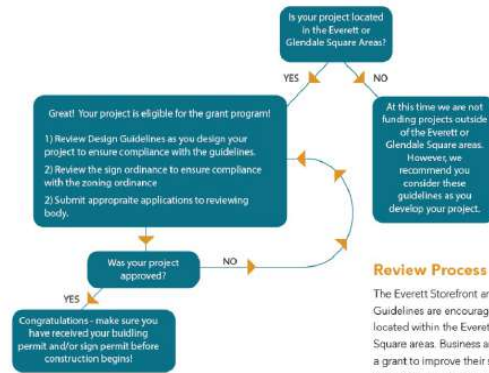 Is your project located
in the Everett or
Glendale Square Areas?
YES
NO
Great! Your project is eligible for the grant program!
1) Review Design Guidelines as you design your
project to ensure compliance with the guidelines.
2) Review the sign ordinance to ensure compliance
with the zoning ordinance
2) Submit appropraite applications to reviewing
body.
At this time we are not
funding projects outside
of the Everett or
Glendale Square areas.
However, we
recommend you
consider these
guidelines as you
develop your project.
Was your project
approved?
NO
YES
Congratulations - make sure you
have received your buidling
permit and/or sign permit before
construction begins!
Review Process
The Everett Storefront
Guidelines are
located within the
Square areas. Business
a grant to improve their